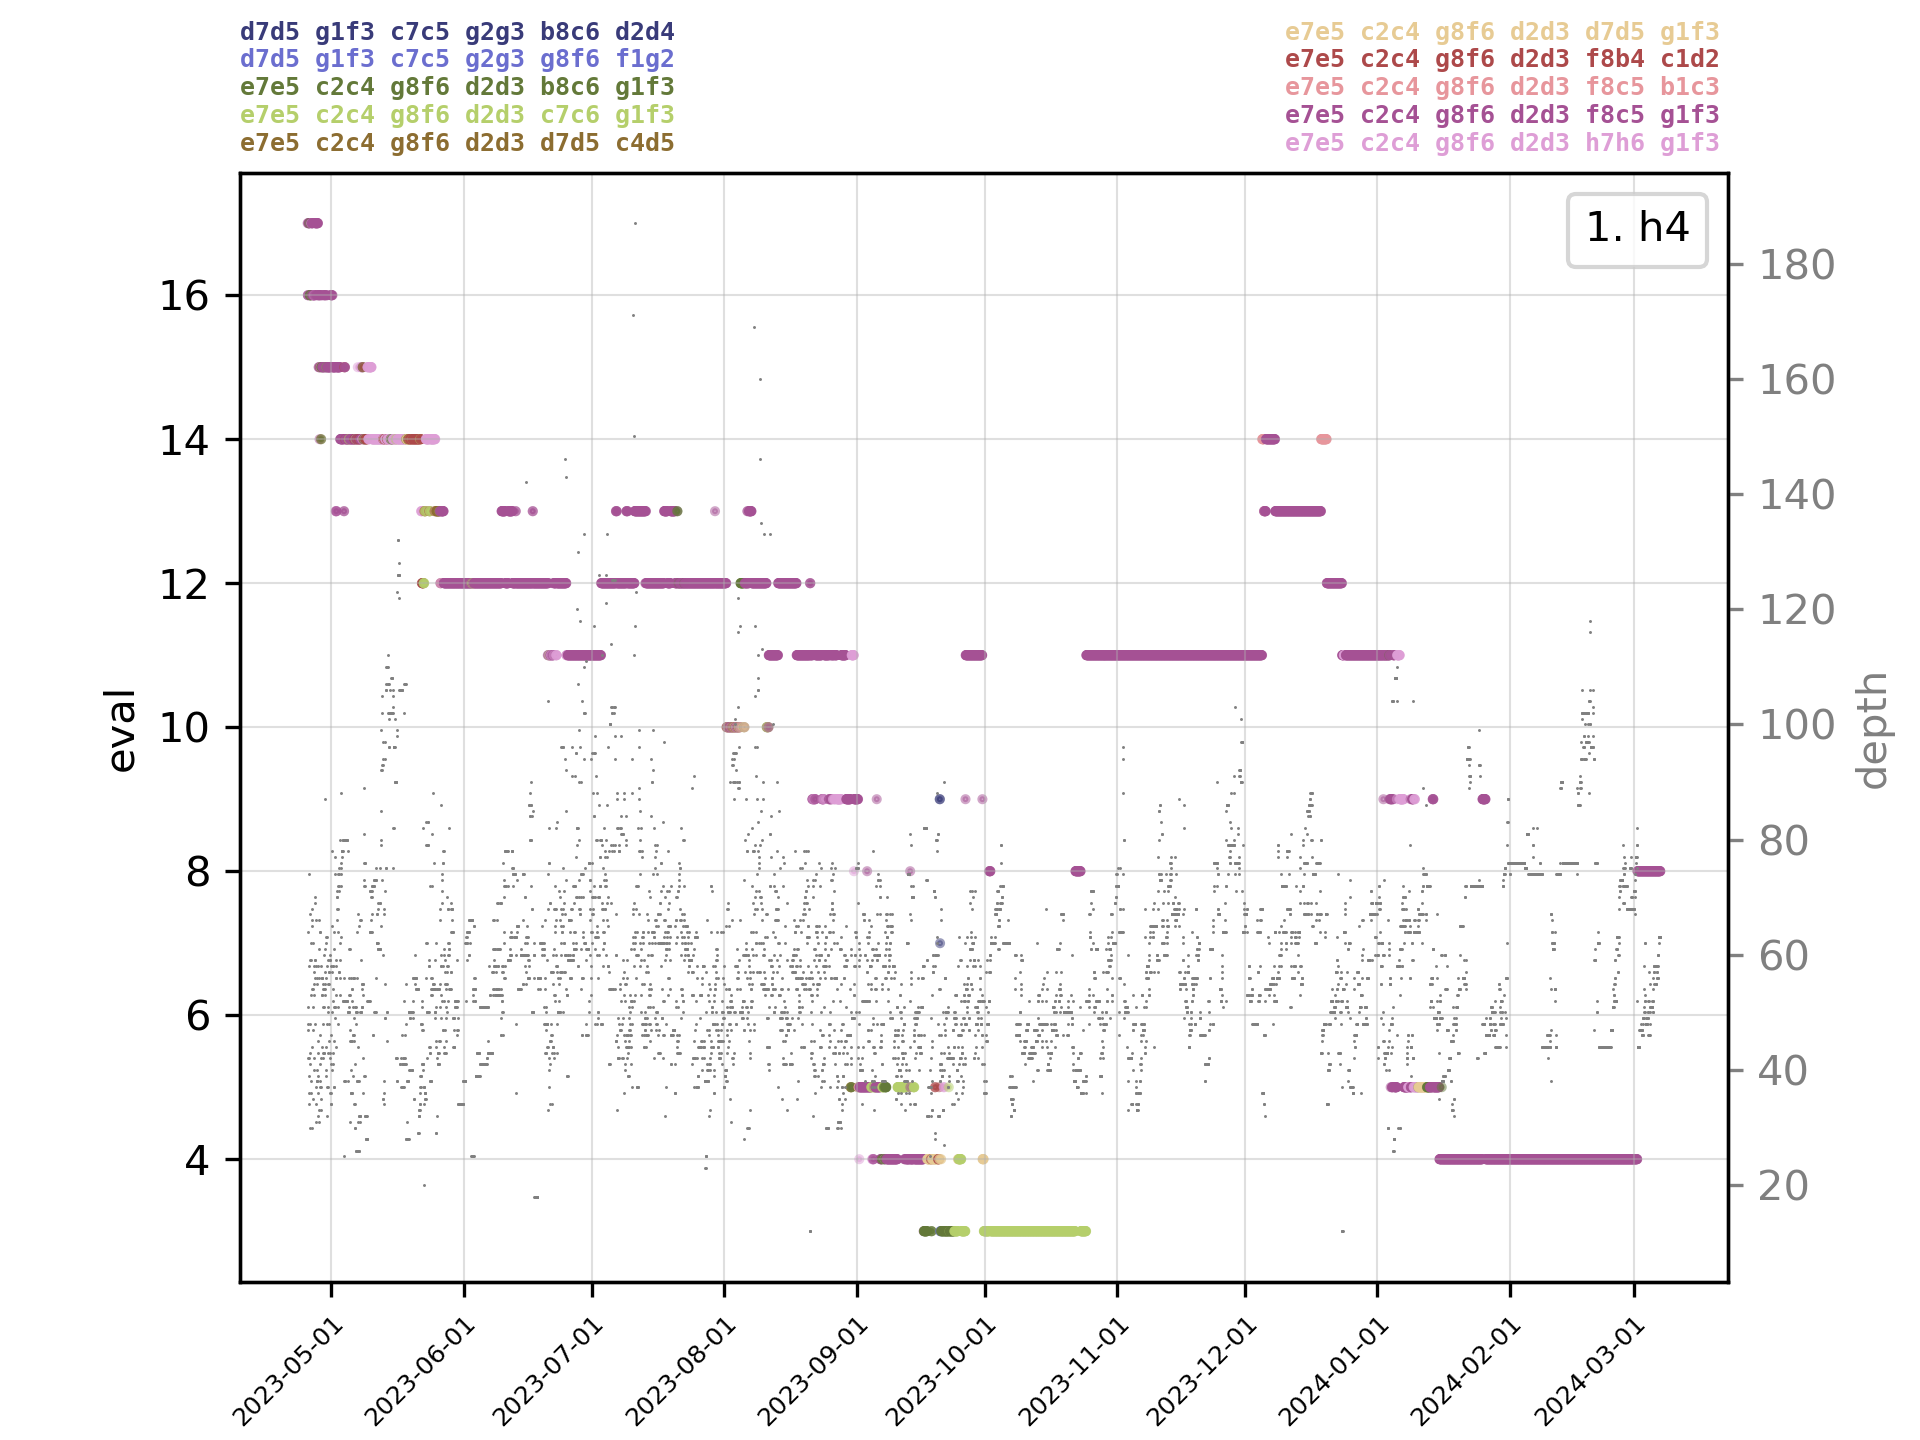 d7d5 g1f3 c7c5 g2g3 b8c6 d2d4
d7d5 g1f3 c7c5 g2g3 g8f6 f1g2
e7e5 c2c4 g8f6 d2d3 b8c6 g1f3
e7e5 c2c4 g8f6 d2d3 c7c6 g1f3
e7e5 c2c4 g8f6 d2d3 d7d5 c4d5
e7e5 c2c4 g8f6 d2d3 d7d5 g1f3
e7e5 c2c4 g8f6 d2d3 f8b4 c1d2
e7e5 c2c4 g8f6 d2d3 f8c5 b1c3
e7e5 c2c4 g8f6 d2d3 f8c5 g1f3
e7e5 c2c4 g8f6 d2d3 h7h6 g1f3
1. h4
eval
16
14
12
10
8
6
4
180
160
140
120
100
80
60
40
20
depth
2023-05-01
2023-06-01
2023-07-01
2023-08-01
2023-09-01
2023-10-01
2023-11-01
2023-12-01
2024-01-01
2024-02-01
2024-03-01